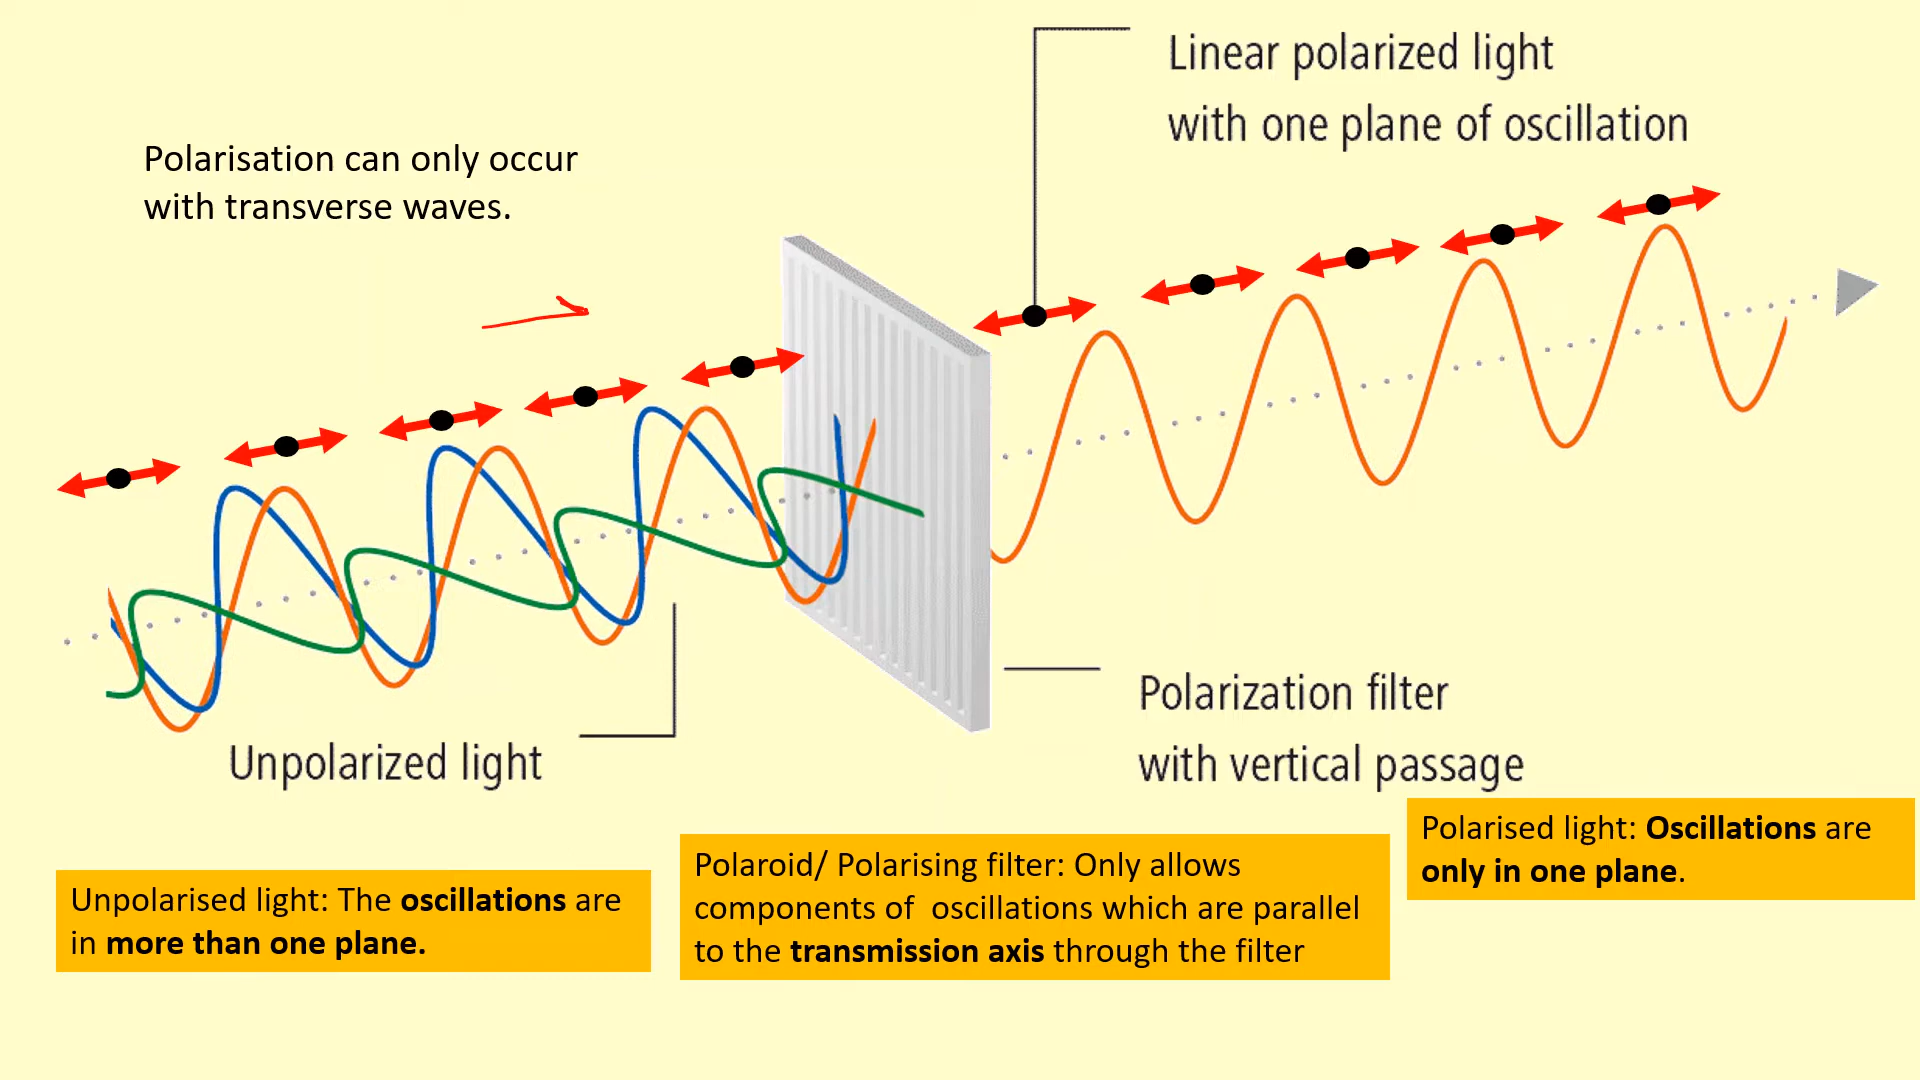 Linear polarized light
with one plane of oscillation
Polarisation can only occur
with transverse waves.
Unpolarized light
Polarization filter
with vertical passage
Unpolarised light: The oscillations are
in more than one plane.
Polaroid/ Polarising filter: Only allows
components of  oscillations which are parallel
to the transmission axis through the filter
Polarised light: Oscillations are
only in one plane.